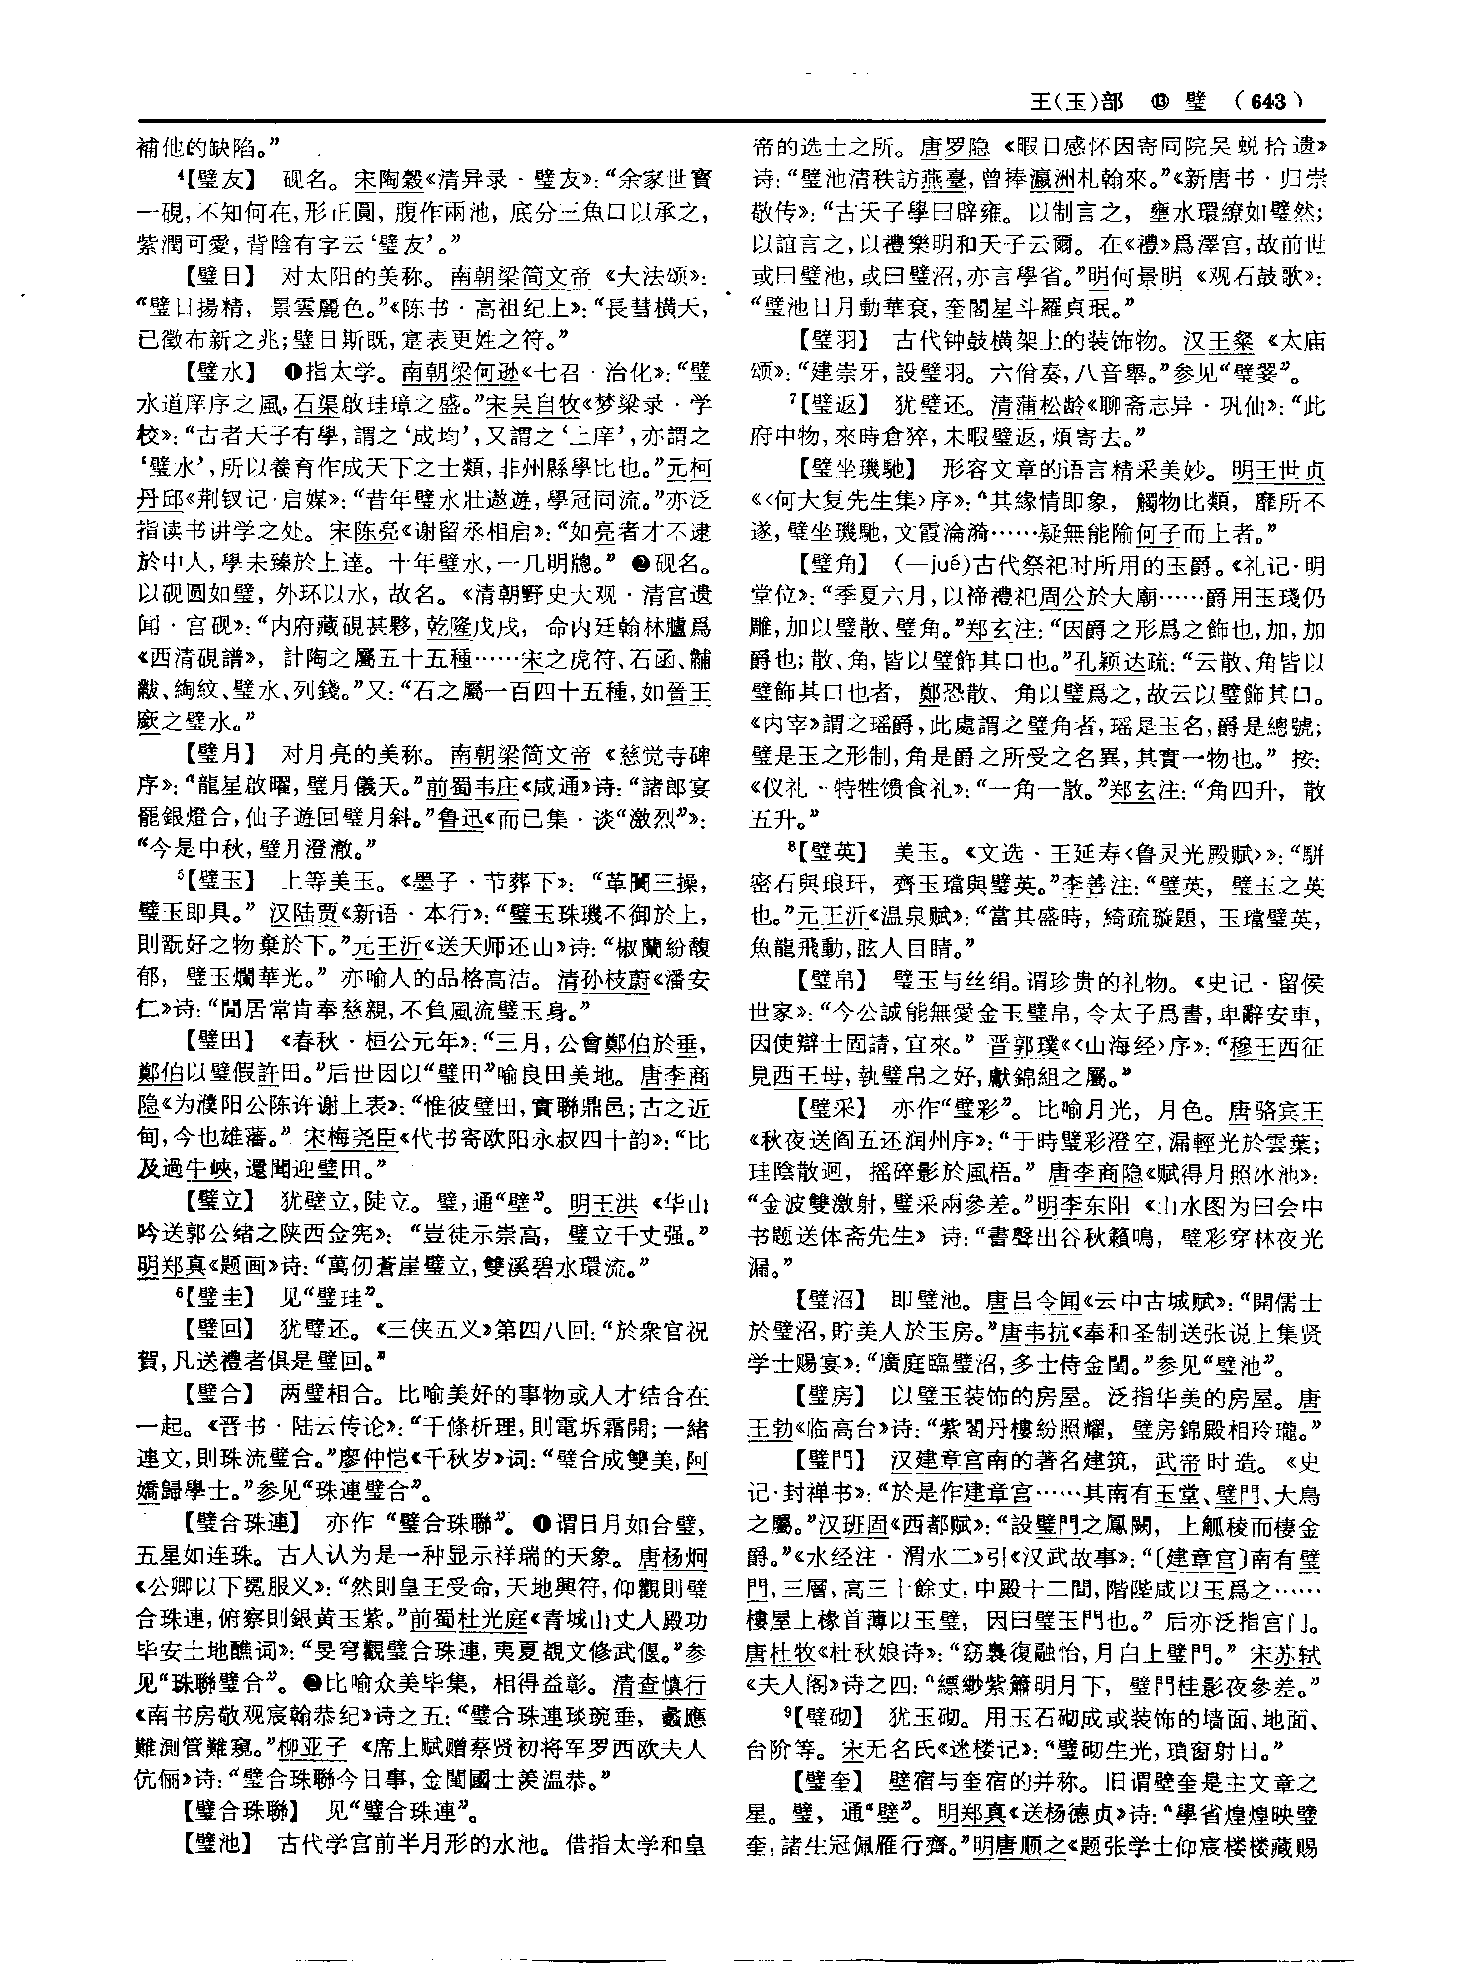 王(玉)部 ⑬ 璧 (643)
補他的缺陷。”
4【璧友】 砚名。宋陶穀《清异录·璧友》：“余家世寳
一硯，不知何在，形正圓，腹作兩池，底分三魚口以承之，
紫潤可愛，背陰有字云‘璧友’。”
【璧日】 对太阳的美称。南朝梁简文帝《大法颂》：
“璧日揚精，景雲麗色。”《陈书·高祖纪上》：“長彗横天，
已徵布新之兆；璧日斯既，寔表更姓之符。”
【璧水】 ❶指太学。南朝梁何逊《七召·治化》：“璧
水道庠序之風，石渠啟珪璋之盛。”宋吴自牧《梦粱录·学
校》：“古者天子有學，謂之‘成均’，又謂之‘上庠’，亦謂之
‘璧水’，所以養育作成天下之士類，非州縣學比也。”元柯
丹邱《荆钗记·启媒》：“昔年璧水壯遨遊，學冠同流。”亦泛
指读书讲学之处。宋陈亮《谢留丞相启》：“如亮者才不逮
於中人，學未臻於上達。十年璧水，一几明牕。” ❷砚名。
以砚圆如璧，外环以水，故名。《清朝野史大观·清宫遗
闻·宫砚》：“内府藏硯甚夥，乾隆戊戌，命内廷翰林臚爲
《西清硯譜》，計陶之屬五十五種……宋之虎符、石函、黼
黻、綯紋、璧水、列錢。”又：“石之屬一百四十五種，如晉王
廞之璧水。”
【璧月】 对月亮的美称。南朝梁简文帝《慈觉寺碑
序》：“龍星啟曜，璧月儀天。”前蜀韦庄《咸通》诗：“諸郎宴
罷銀燈合，仙子遊回璧月斜。”鲁迅《而已集·谈“激烈”》：
“今是中秋，璧月澄澈。”
5【璧玉】 上等美玉。《墨子·节葬下》：“革闠三操，
璧玉即具。”汉陆贾《新语·本行》：“璧玉珠璣不御於上，
則翫好之物棄於下。”元王沂《送天师还山》诗：“椒蘭紛馥
郁，璧玉爛華光。”亦喻人的品格高洁。清孙枝蔚《潘安
仁》诗：“閒居常肯奉慈親，不負風流璧玉身。”
【璧田】 《春秋·桓公元年》：“三月，公會鄭伯於垂，
鄭伯以璧假許田。”后世因以“璧田”喻良田美地。唐李商
隐《为濮阳公陈许谢上表》：“惟彼璧田，實聯鼎邑；古之近
甸，今也雄藩。”宋梅尧臣《代书寄欧阳永叔四十韵》：“比
及過牛峽，還聞迎璧田。”
【璧立】 犹壁立，陡立。璧，通“壁”。明王洪《华山
吟送郭公绪之陕西佥宪》：“豈徒示崇高，璧立千丈强。”
明郑真《题画》诗：“萬仞蒼崖璧立，雙溪碧水環流。”
6【璧圭】 见“璧珪”。
【璧回】 犹璧还。《三侠五义》第四八回：“於衆官祝
賀，凡送禮者俱是璧回。”
【璧合】 两璧相合。比喻美好的事物或人才结合在
一起。《晋书·陆云传论》：“千條析理，則電坼霜開；一緒
連文，則珠流璧合。”廖仲恺《千秋岁》词：“璧合成雙美，阿
嬌歸學士。”参见“珠連璧合”。
【璧合珠連】 亦作“璧合珠聯”。❶谓日月如合璧，
五星如连珠。古人认为是一种显示祥瑞的天象。唐杨炯
《公卿以下冕服义》：“然則皇王受命，天地興符，仰觀則璧
合珠連，俯察則銀黄玉紫。”前蜀杜光庭《青城山丈人殿功
毕安土地醮词》：“旻穹觀璧合珠連，夷夏覩文修武偃。”参
见“珠聯璧合”。❷比喻众美毕集，相得益彰。清查慎行
《南书房敬观宸翰恭纪》诗之五：“璧合珠連琰琬垂，蠡應
難測管難窺。”柳亚子《席上赋赠蔡贤初将军罗西欧夫人
伉俪》诗：“璧合珠聯今日事，金閨國士羨温恭。”
【璧合珠聯】 见“璧合珠連”。
【璧池】 古代学宫前半月形的水池。借指太学和皇
帝的选士之所。唐罗隐《暇日感怀因寄同院吴蜕拾遗》
诗：“璧池清秩訪燕臺，曾捧瀛洲札翰來。”《新唐书·归崇
敬传》：“古天子學曰辟雍。以制言之，壅水環繚如璧然；
以誼言之，以禮樂明和天子云爾。在《禮》爲澤宫，故前世
或曰璧池，或曰璧沼，亦言學省。”明何景明《观石鼓歌》：
“璧池日月動華袞，奎閣星斗羅貞珉。”
【璧羽】 古代钟鼓横架上的装饰物。汉王粲《太庙
颂》：“建崇牙，設璧羽。六佾奏，八音舉。”参见“璧翣”。
7【璧返】 犹璧还。清蒲松龄《聊斋志异·巩仙》：“此
府中物，來時倉猝，未暇璧返，煩寄去。”
【璧坐璣馳】 形容文章的语言精采美妙。明王世贞
《〈何大复先生集〉序》：“其緣情即象，觸物比類，靡所不
遂，璧坐璣馳，文霞淪漪……疑無能隃何子而上者。”
【璧角】 (—jué)古代祭祀时所用的玉爵。《礼记·明
堂位》：“季夏六月，以禘禮祀周公於大廟……爵用玉琖仍
雕，加以璧散、璧角。”郑玄注：“因爵之形爲之飾也，加，加
爵也；散、角，皆以璧飾其口也。”孔颖达疏：“云散、角皆以
璧飾其口也者，鄭恐散、角以璧爲之，故云以璧飾其口。
《内宰》謂之瑶爵，此處謂之璧角者，瑶是玉名，爵是總號；
璧是玉之形制，角是爵之所受之名異，其實一物也。”按：
《仪礼·特牲馈食礼》：“一角一散。”郑玄注：“角四升，散
五升。”
8【璧英】 美玉。《文选·王延寿〈鲁灵光殿赋〉》：“駢
密石與琅玕，齊玉璫與璧英。”李善注：“璧英，璧玉之英
也。”元王沂《温泉赋》：“當其盛時，綺疏璇題，玉璫璧英，
魚龍飛動，眩人目睛。”
【璧帛】 璧玉与丝绢。谓珍贵的礼物。《史记·留侯
世家》：“今公誠能無愛金玉璧帛，令太子爲書，卑辭安車，
因使辯士固請，宜來。”晋郭璞《〈山海经〉序》：“穆王西征
見西王母，執璧帛之好，獻錦組之屬。”
【璧采】 亦作“璧彩”。比喻月光，月色。唐骆宾王
《秋夜送阎五还润州序》：“于時璧彩澄空，漏輕光於雲葉；
珪陰散迥，摇碎影於風梧。”唐李商隐《赋得月照冰池》：
“金波雙激射，璧采兩參差。”明李东阳《山水图为曰会中
书题送体斋先生》诗：“書聲出谷秋籟鳴，璧彩穿林夜光
漏。”
【璧沼】 即璧池。唐吕令闻《云中古城赋》：“開儒士
於璧沼，貯美人於玉房。”唐韦抗《奉和圣制送张说上集贤
学士赐宴》：“廣庭臨璧沼，多士侍金閨。”参见“璧池”。
【璧房】 以璧玉装饰的房屋。泛指华美的房屋。唐
王勃《临高台》诗：“紫閣丹樓紛照耀，璧房錦殿相玲瓏。”
【璧門】 汉建章宫南的著名建筑，武帝时造。《史
记·封禅书》：“於是作建章宫……其南有玉堂、璧門、大鳥
之屬。”汉班固《西都赋》：“設璧門之鳳闕，上觚稜而棲金
爵。”《水经注·渭水二》引《汉武故事》：“〔建章宫〕南有璧
門，三層，高三十餘丈，中殿十二間，階陛咸以玉爲之……
樓屋上椽首薄以玉璧，因曰璧玉門也。”后亦泛指宫门。
唐杜牧《杜秋娘诗》：“窈裊復融怡，月白上璧門。”宋苏轼
《夫人阁》诗之四：“縹缈紫簫明月下，璧門桂影夜參差。”
9【璧砌】 犹玉砌。用玉石砌成或装饰的墙面、地面、
台阶等。宋无名氏《迷楼记》：“璧砌生光，瑣窗射日。”
【璧奎】 壁宿与奎宿的并称。旧谓壁奎是主文章之
星。璧，通“壁”。明郑真《送杨德贞》诗：“學省煌煌映璧
奎，諸生冠佩雁行齊。”明唐顺之《题张学士仰宸楼楼藏赐